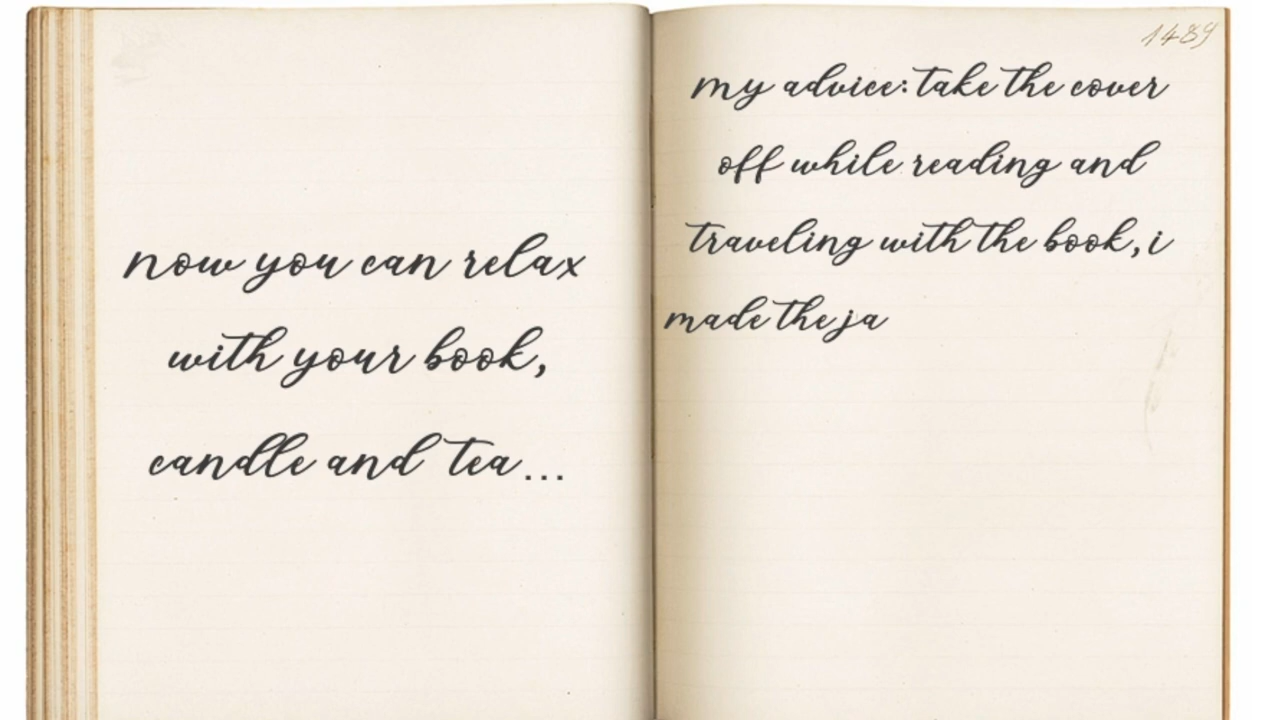 now you can relax
with your book,
candle and tea...
1489
my advice: take the cover
off while reading and
traveling with the book, i
made the ja